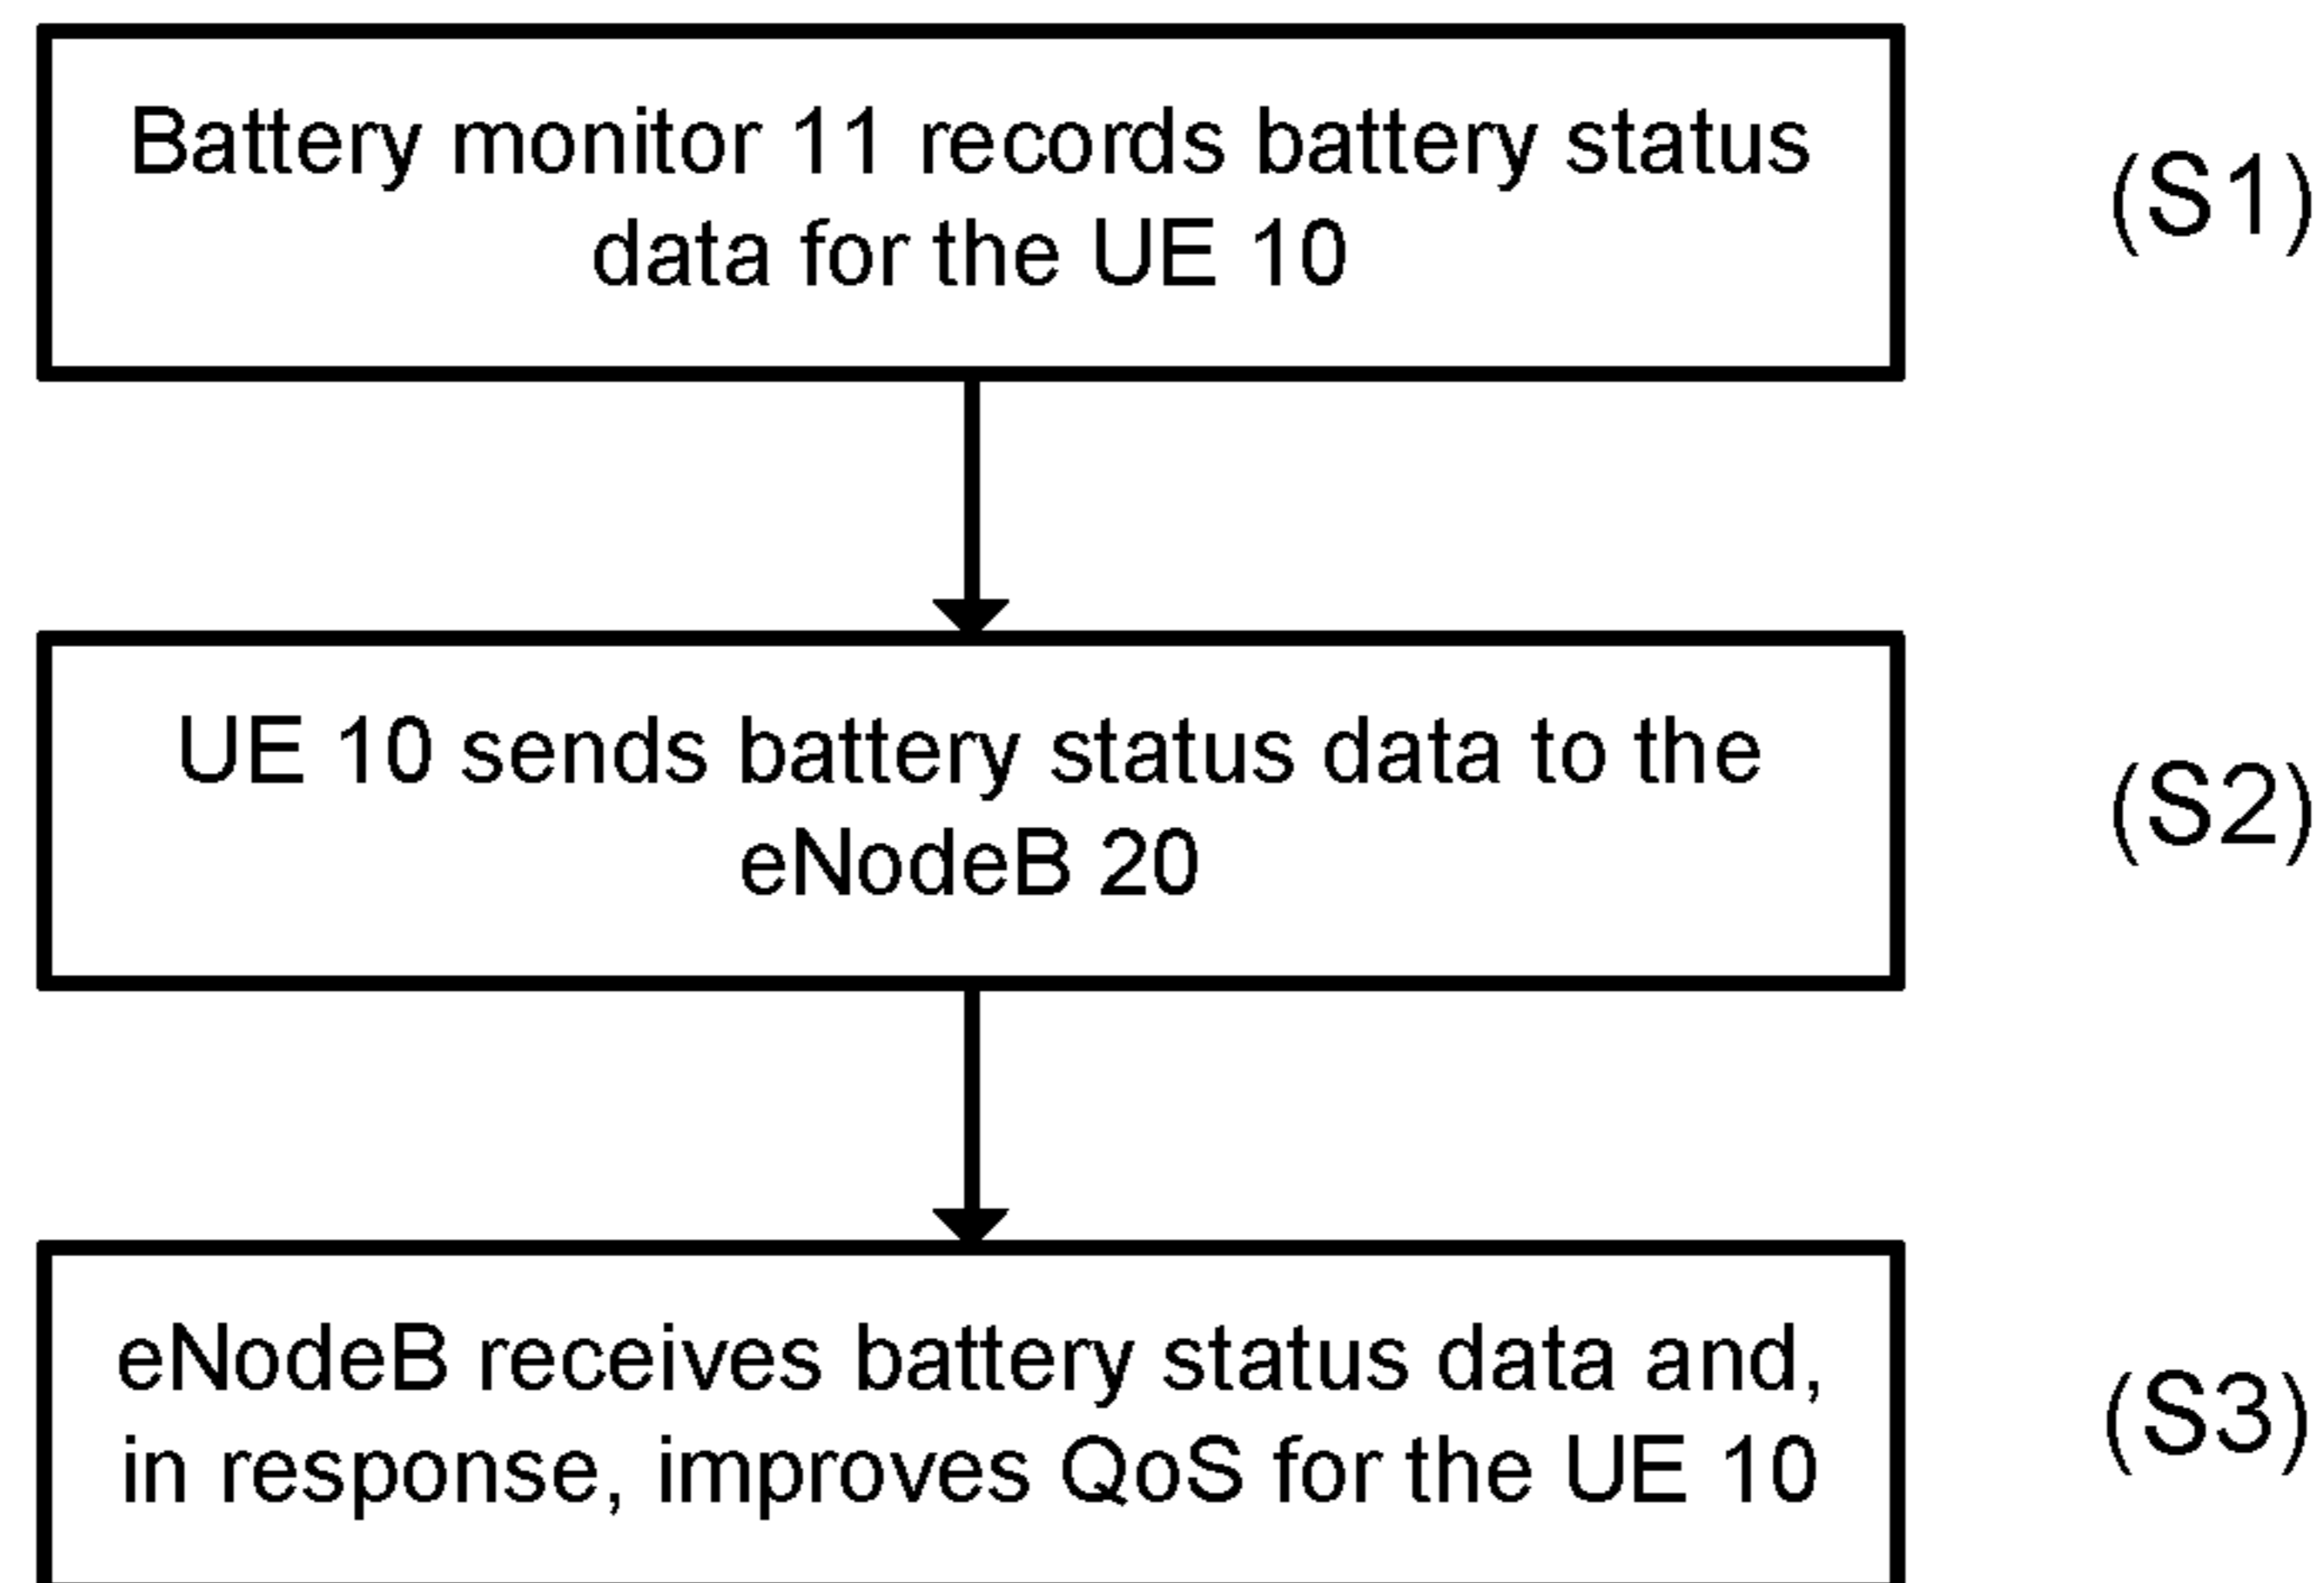 Battery monitor 11 records battery status
data for the UE 10
(S1)
UE 10 sends battery status data to the
eNodeB 20
(S2)
eNodeB receives battery status data and,
in response, improves QoS for the UE 10
(S3)